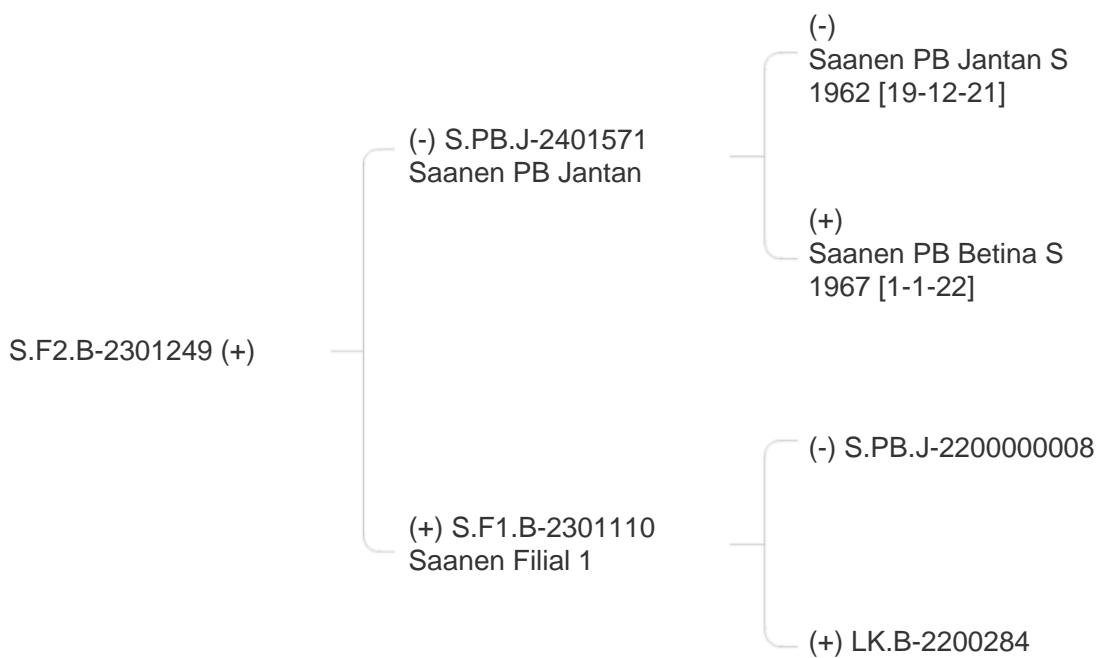 (-)
Saanen PB Jantan S
1962 [19-12-21]
(-) S.PB.J-2401571
Saanen PB Jantan
(+)
Saanen PB Betina S
1967 [1-1-22]
S.F2.B-2301249 (+)
(-) S.PB.J-2200000008
(+) S.F1.B-2301110
Saanen Filial 1
(+) LK.B-2200284